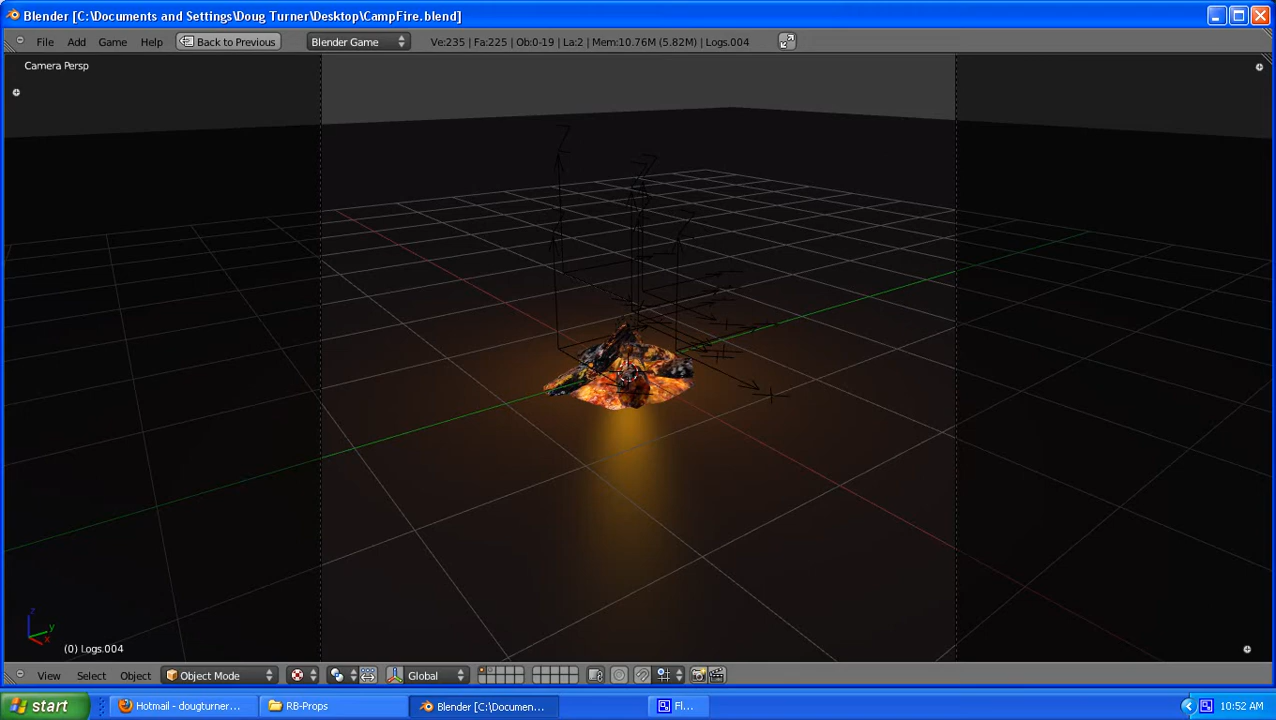 Blender [C:\Documents and Settings\Doug Turner\Desktop\CampFire.blend]
File Add Game Help Back to Previous Blender Game Ve:235 | Fa:225 | Ob:0-19 | La:2 | Mem:10.76M (5.82M) | Logs.004
Camera Persp
Z
Z
Z
z
y
x
(0) Logs.004
View Select Object Object Mode Global
start Hotmail - dougturner... RB-Props Blender [C:\Documen... Fl... 10:52 AM